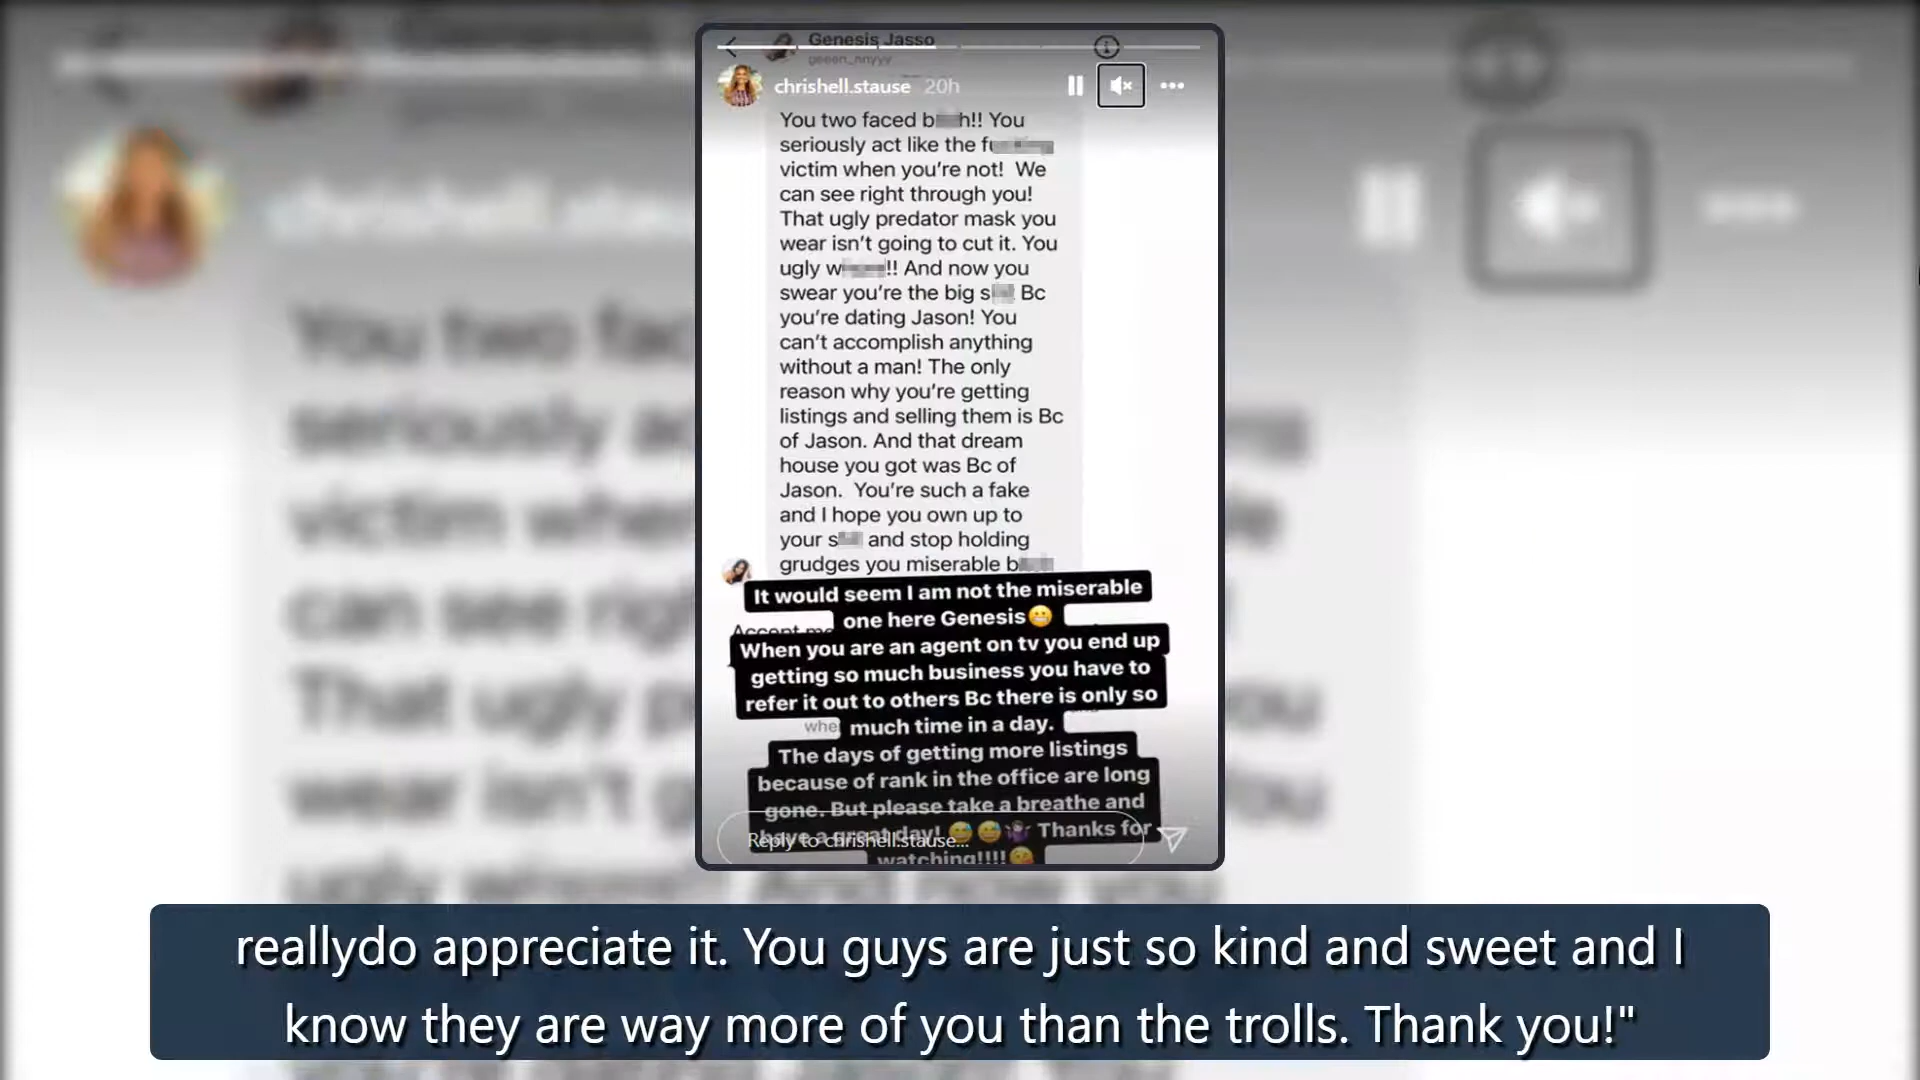 Genesis Jasso
chrishell.stause 20h
You two faced b h!! You
seriously act like the fu
victim when you're not! We
can see right through you!
That ugly predator mask you
wear isn't going to cut it. You
ugly w !! And now you
swear you're the big s Bc
you're dating Jason! You
can't accomplish anything
without a man! The only
reason why you're getting
listings and selling them is Bc
of Jason. And that dream
house you got was Bc of
Jason. You're such a fake
and I hope you own up to
your s and stop holding
grudges you miserable b
It would seem I am not the miserable
one here Genesis😬
When you are an agent on tv you end up
getting so much business you have to
refer it out to others Bc there is only so
much time in a day.
The days of getting more listings
because of rank in the office are long
gone. But please take a breathe and
have a great day! 😅😅🤷🏽‍♀️ Thanks for
watching!!!!😘
Reply to chrishell.stause...
reallydo appreciate it. You guys are just so kind and sweet and I
know they are way more of you than the trolls. Thank you!"